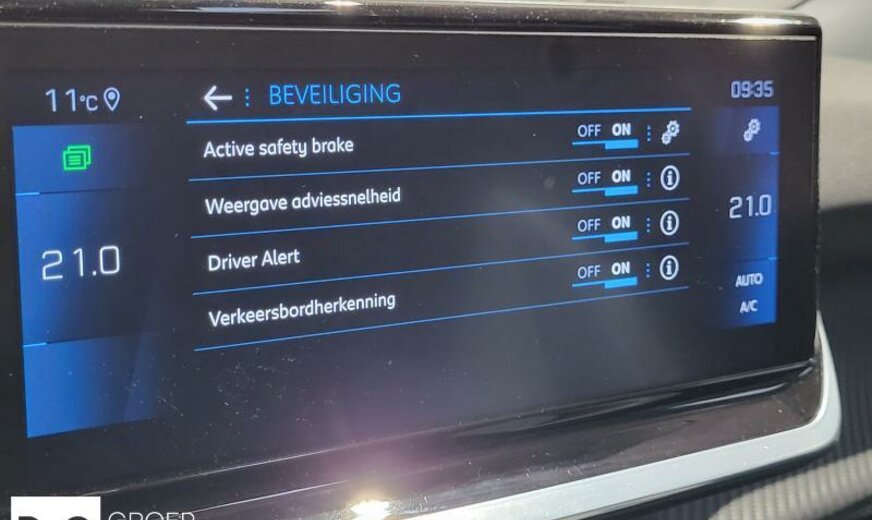 11°C
BEVEILIGING
09:35
Active safety brake OFF ON
Weergave adviessnelheid OFF ON
21.0
21.0
Driver Alert OFF ON
Verkeersbordherkenning OFF ON
AUTO
A/C
GROEP